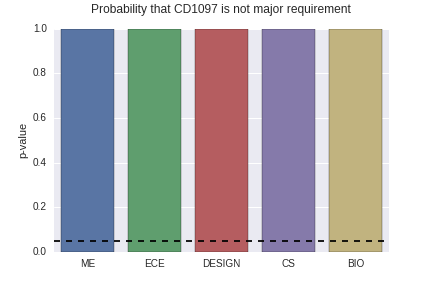 Probability that CD1097 is not major requirement
1.0
0.8
0.6
0.4
0.2
0.0
p-value
ME ECE DESIGN CS BIO